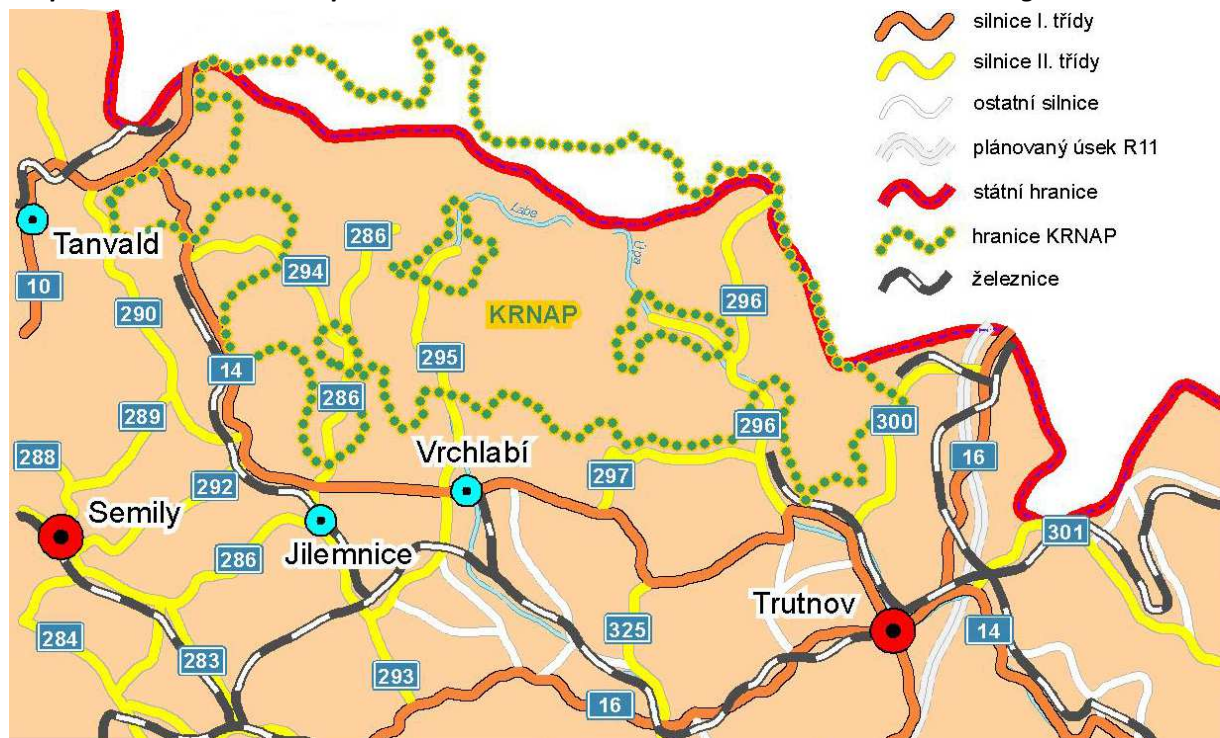 silnice I. třídy
silnice II. třídy
ostatní silnice
plánovaný úsek R11
státní hranice
hranice KRNAP
železnice
Labe
Úpa
286
Tanvald
294
10
290
296
KRNAP
14
295
286
289
300
296
Vrchlabí
16
288
292
297
Semily
286
Jilemnice
301
Trutnov
284
325
14
283
293
16